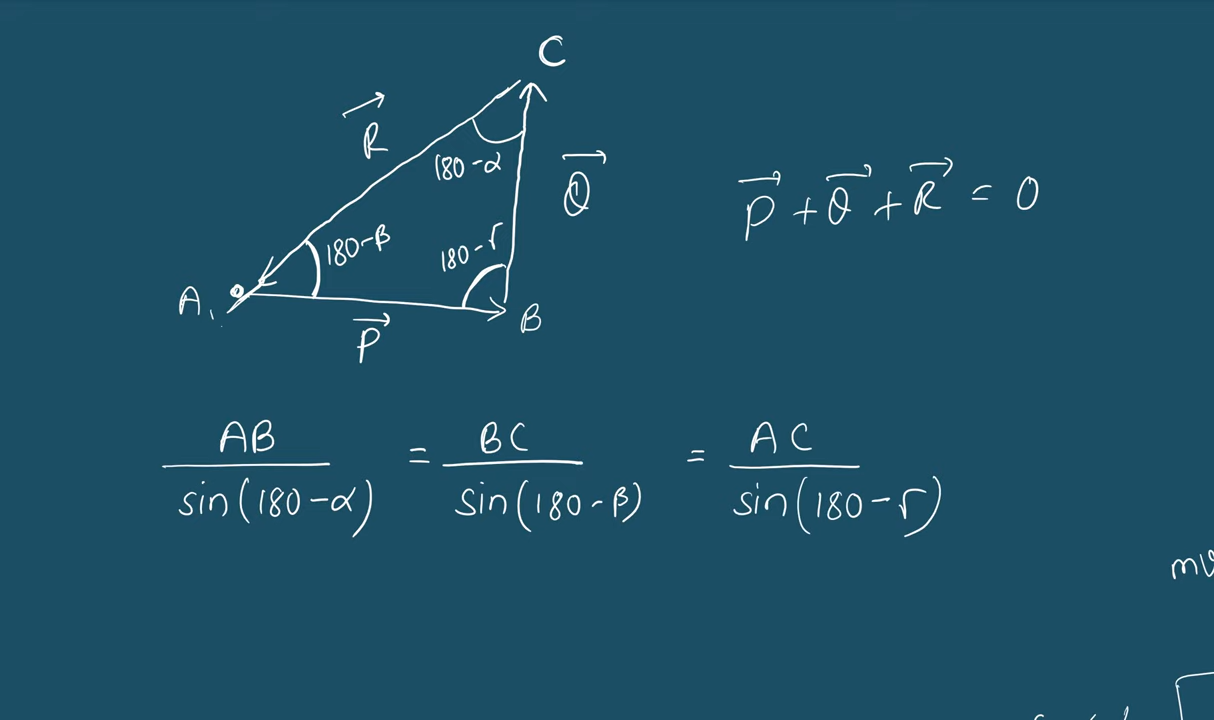 C
R⃗
180-α
Q⃗
P⃗ + Q⃗ + R⃗ = 0
180-β
180-γ
A
B
P⃗
AB/sin(180-α) = BC/sin(180-β) = AC/sin(180-γ)